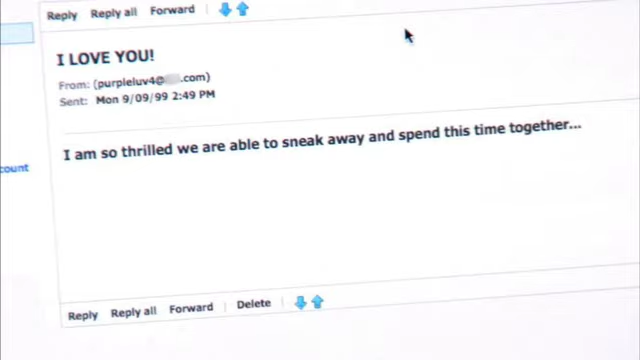 Reply Reply all Forward
I LOVE YOU!
From: (purpleluv4@ .com)
Sent: Mon 9/09/99 2:49 PM
count
I am so thrilled we are able to sneak away and spend this time together...
Reply Reply all Forward Delete